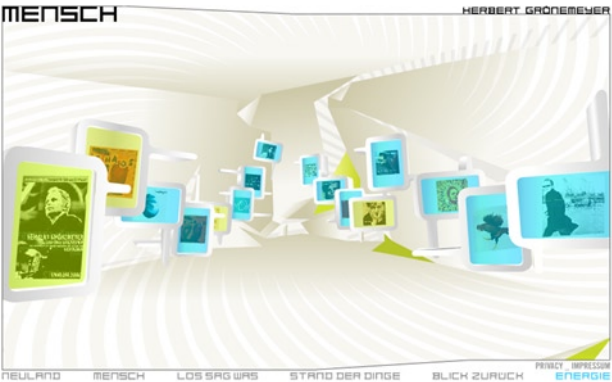 MENSCH
HERBERT GRÖNEMEYER
PRIVACY _ IMPRESSUM
NEULAND MENSCH LOS SAG WAS STAND DER DINGE BLICK ZURÜCK ENERGIE